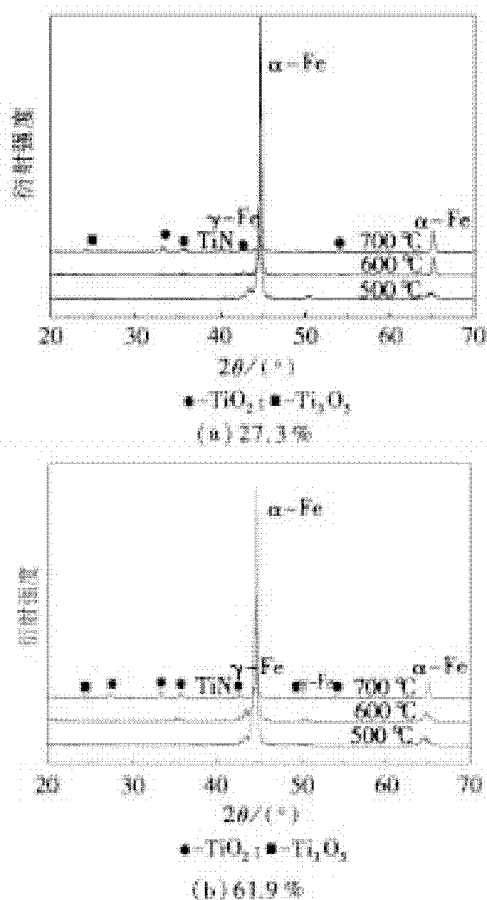 α-Fe
衍射强度
γ-Fe
α-Fe
TiN
700 ℃
600 ℃
500 ℃
20 30 40 50 60 70
2θ/(°)
●-TiO₂; ■-Ti₃O₅
(a) 27.3%
α-Fe
衍射强度
γ-Fe
α-Fe
TiN
700 ℃
600 ℃
500 ℃
20 30 40 50 60 70
2θ/(°)
●-TiO₂; ■-Ti₃O₅
(b) 61.9%